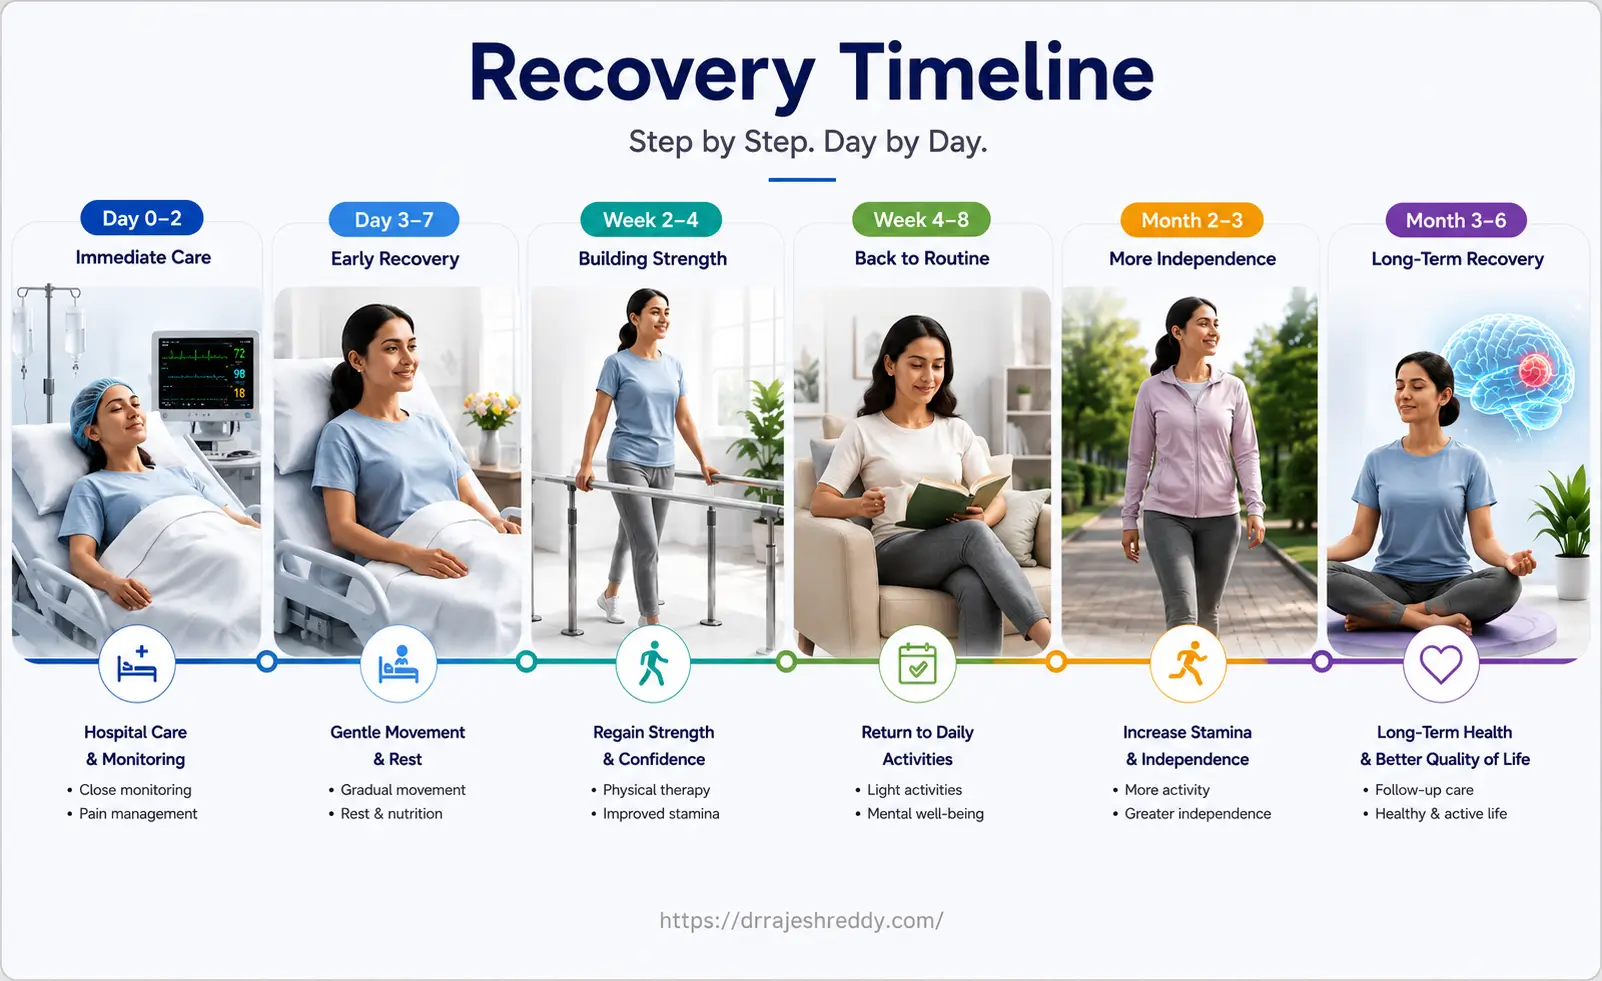 Recovery Timeline
Step by Step. Day by Day.
Day 0–2
Immediate Care
Day 3–7
Early Recovery
Week 2–4
Building Strength
Week 4–8
Back to Routine
Month 2–3
More Independence
Month 3–6
Long-Term Recovery
72
98
18
Hospital Care
& Monitoring
• Close monitoring
• Pain management
Gentle Movement
& Rest
• Gradual movement
• Rest & nutrition
Regain Strength
& Confidence
• Physical therapy
• Improved stamina
Return to Daily
Activities
• Light activities
• Mental well-being
Increase Stamina
& Independence
• More activity
• Greater independence
Long-Term Health
& Better Quality of Life
• Follow-up care
• Healthy & active life
https://drrajeshreddy.com/